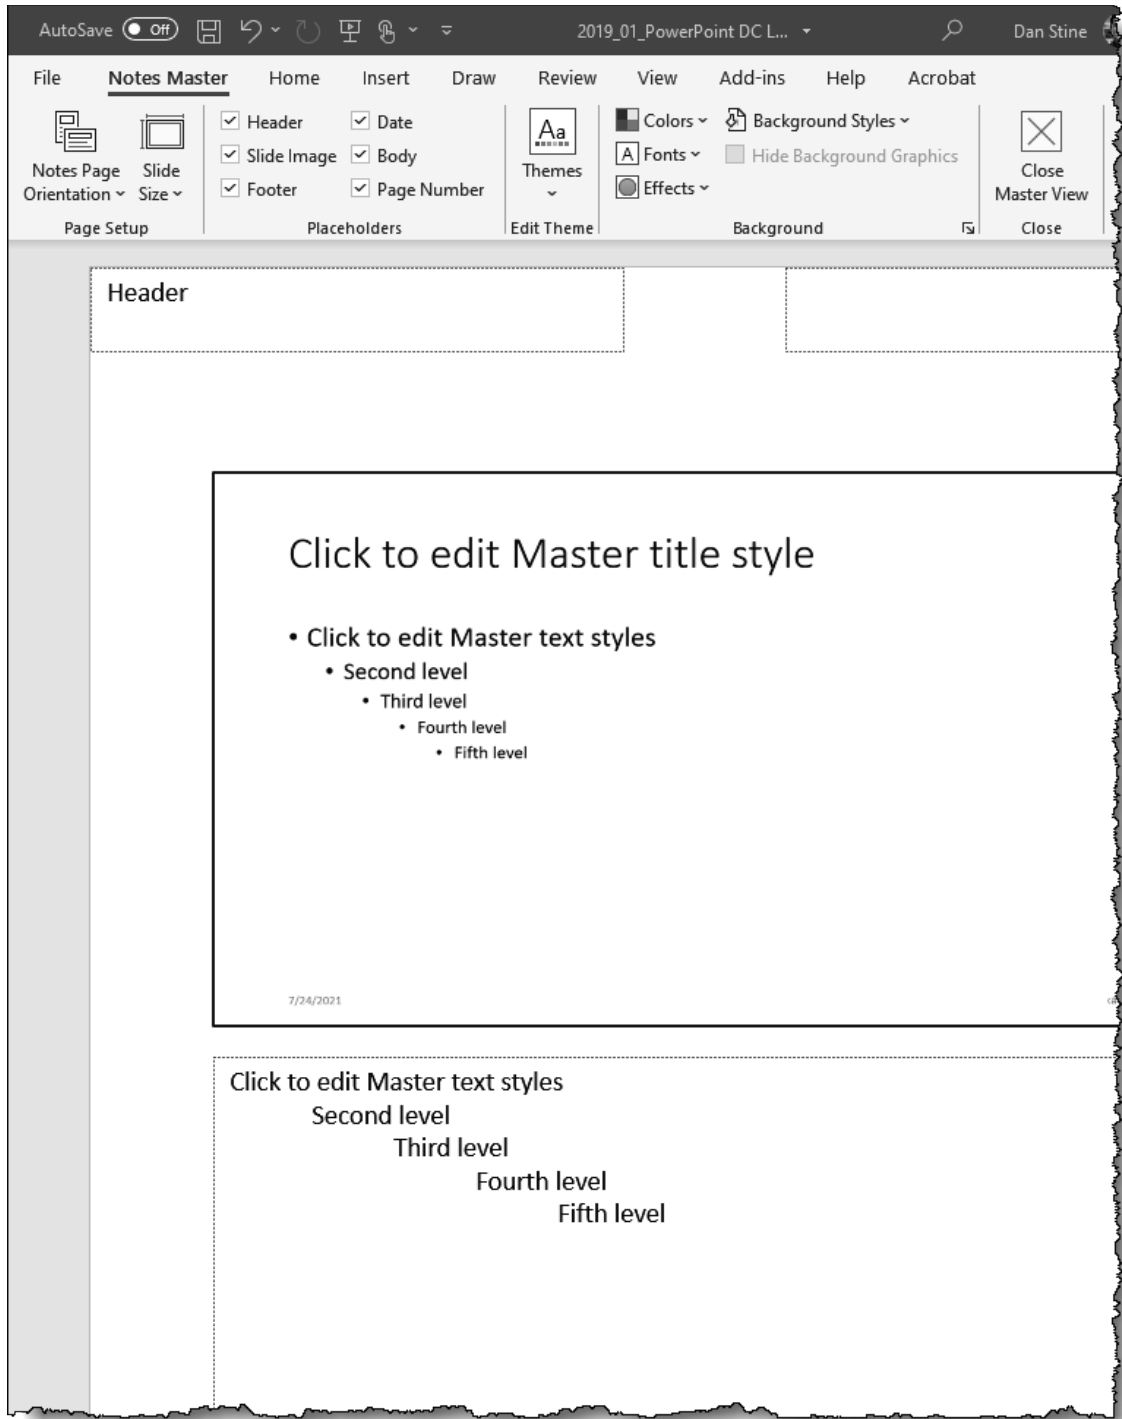 AutoSave Off 2019_01_PowerPoint DC L... Dan Stine
File Notes Master Home Insert Draw Review View Add-ins Help Acrobat
Header Date Aa Colors Background Styles
Slide Image Body A Fonts Hide Background Graphics
Notes Page Slide Themes Close
Orientation Size Footer Page Number Effects Master View
Page Setup Placeholders Edit Theme Background Close
Header
Click to edit Master title style
• Click to edit Master text styles
• Second level
• Third level
• Fourth level
• Fifth level
7/24/2021
Click to edit Master text styles
Second level
Third level
Fourth level
Fifth level